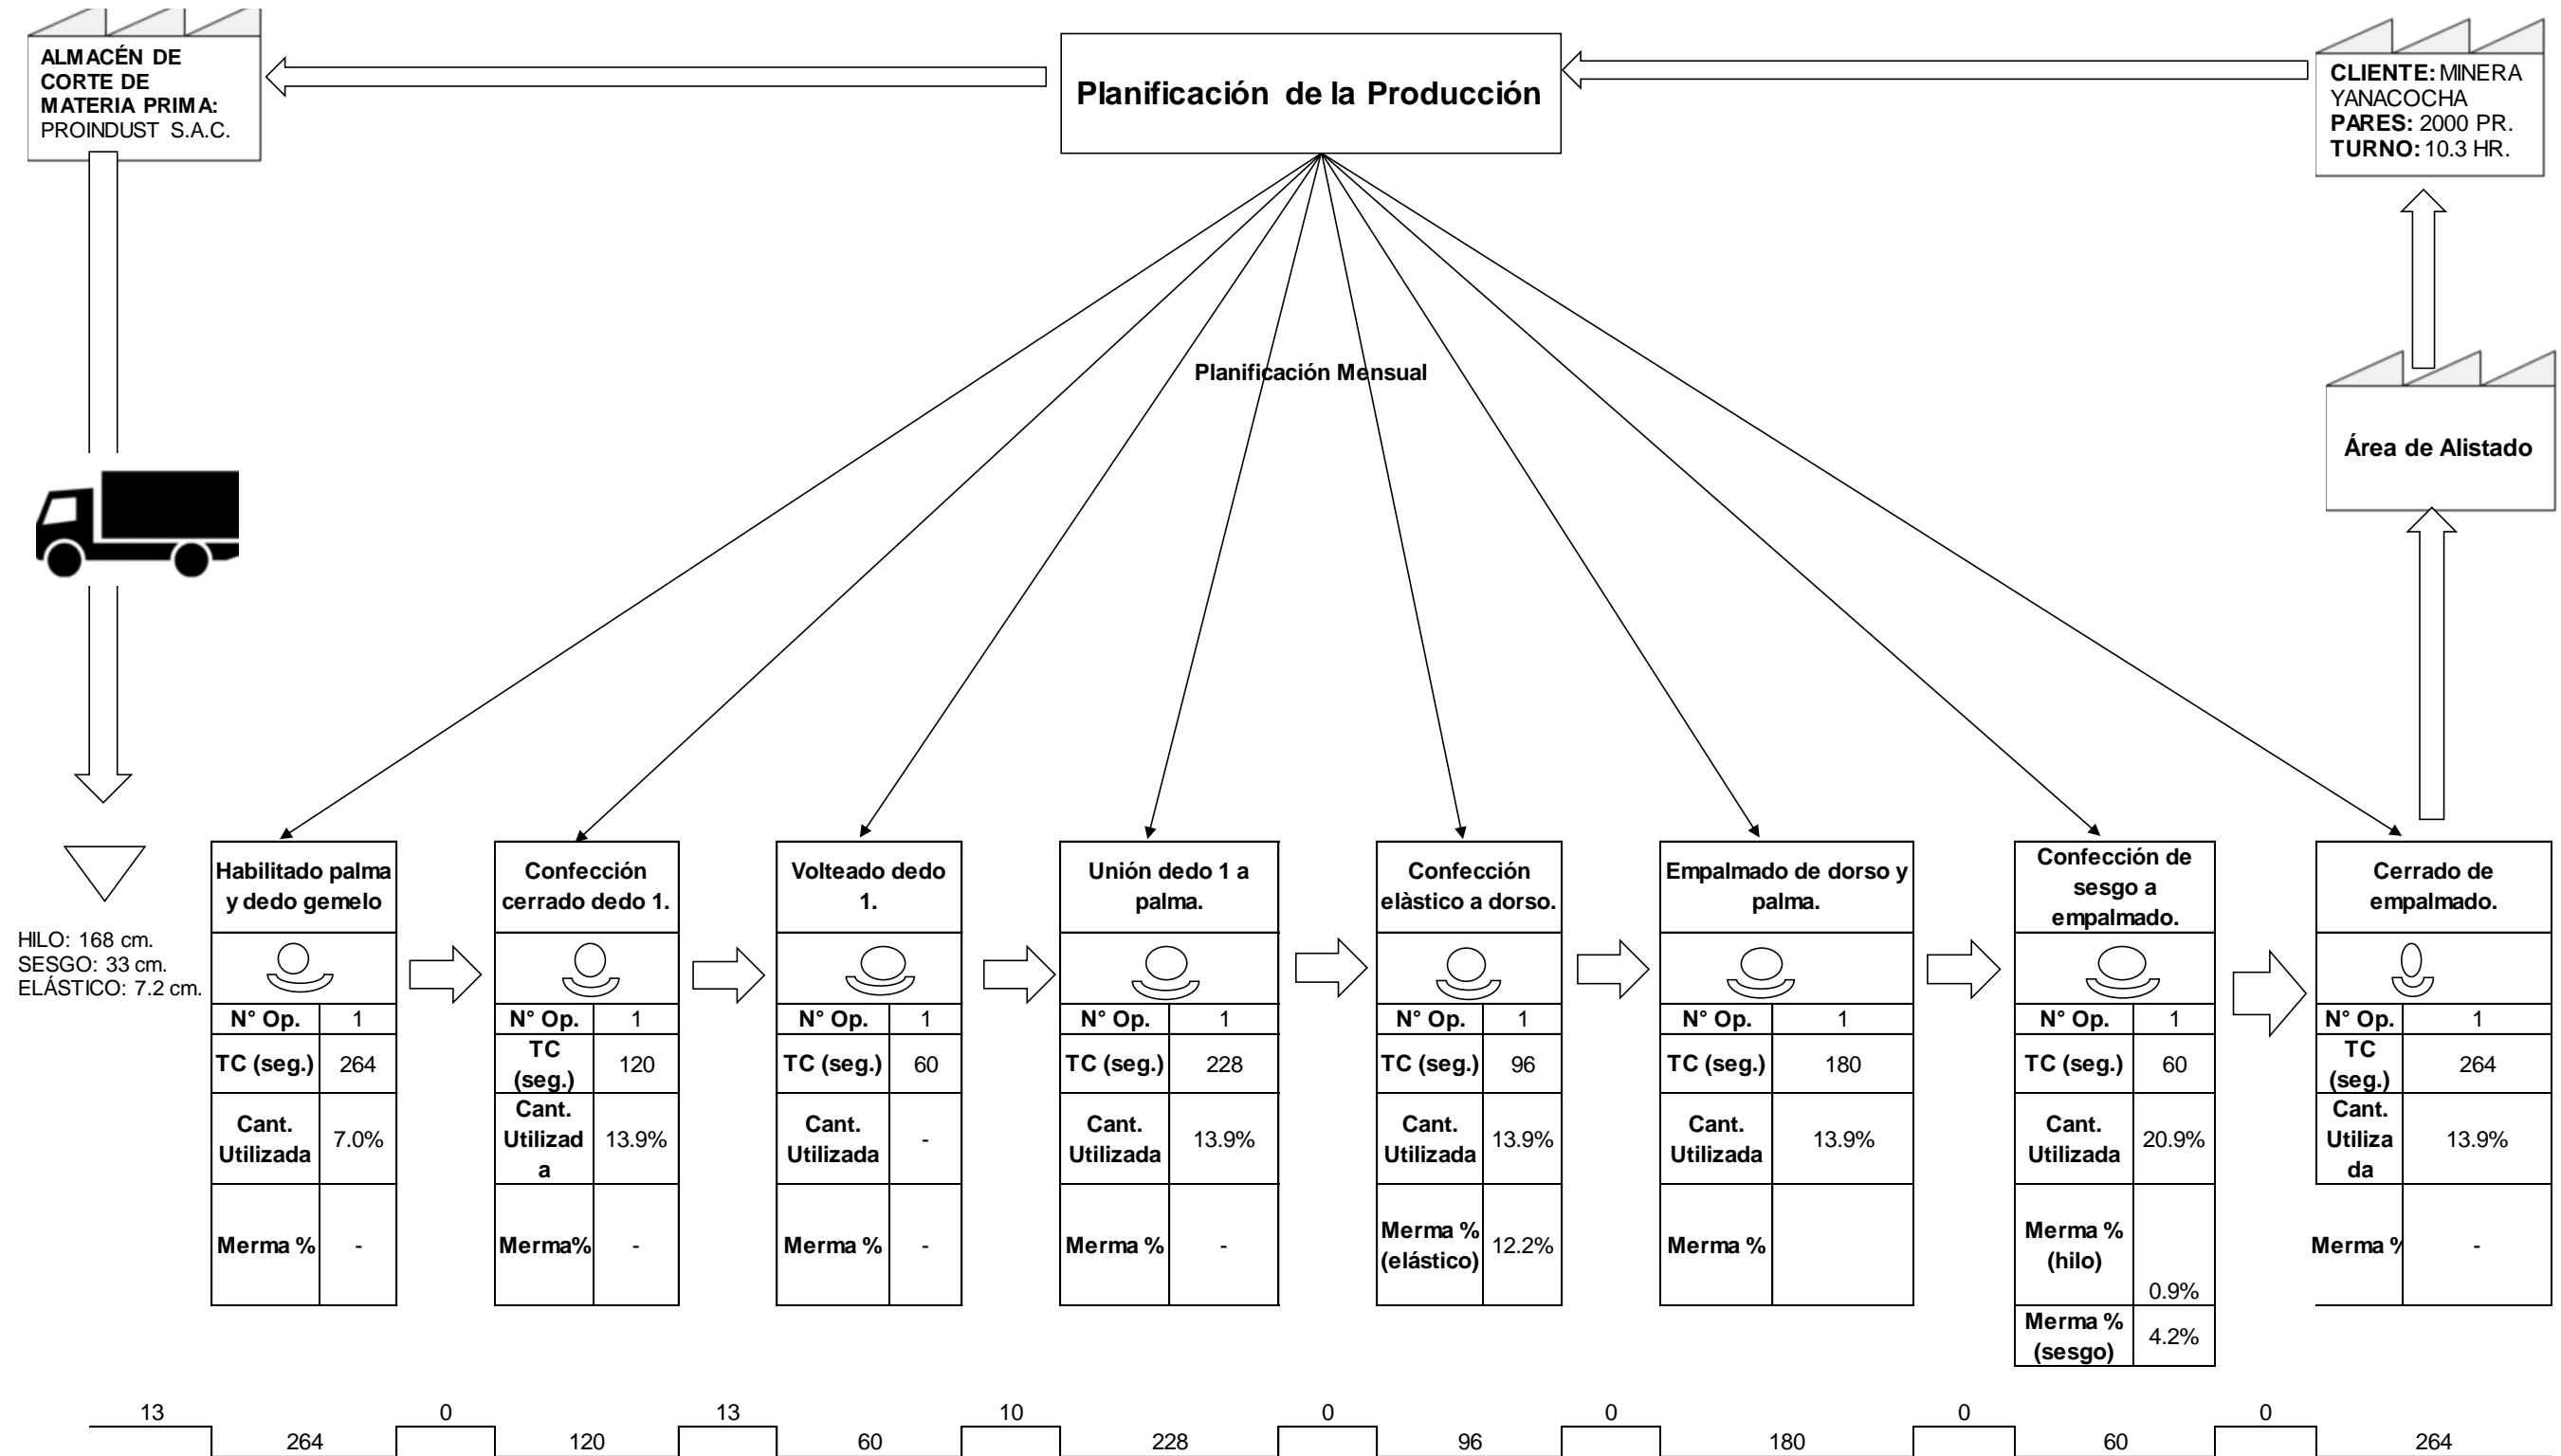 ALMACÉN DE
CORTE DE
MATERIA PRIMA:
PROINDUST S.A.C.
Planificación de la Producción
CLIENTE: MINERA
YANACOCHA
PARES: 2000 PR.
TURNO: 10.3 HR.
Planificación Mensual
Área de Alistado
HILO: 168 cm.
SESGO: 33 cm.
ELÁSTICO: 7.2 cm.
Habilitado palma
y dedo gemelo
N° Op. 1
TC (seg.) 264
Cant.
Utilizada 7.0%
Merma % -
Confección
cerrado dedo 1.
N° Op. 1
TC
(seg.) 120
Cant.
Utilizad
a 13.9%
Merma% -
Volteado dedo
1.
N° Op. 1
TC (seg.) 60
Cant.
Utilizada -
Merma % -
Unión dedo 1 a
palma.
N° Op. 1
TC (seg.) 228
Cant.
Utilizada 13.9%
Merma % -
Confección
elàstico a dorso.
N° Op. 1
TC (seg.) 96
Cant.
Utilizada 13.9%
Merma %
(elástico) 12.2%
Empalmado de dorso y
palma.
N° Op. 1
TC (seg.) 180
Cant.
Utilizada 13.9%
Merma %
Confección de
sesgo a
empalmado.
N° Op. 1
TC (seg.) 60
Cant.
Utilizada 20.9%
Merma %
(hilo) 0.9%
Merma %
(sesgo) 4.2%
Cerrado de
empalmado.
N° Op. 1
TC
(seg.) 264
Cant.
Utiliza
da 13.9%
Merma % -
13 0 13 10 0 0 0 0
264 120 60 228 96 180 60 264